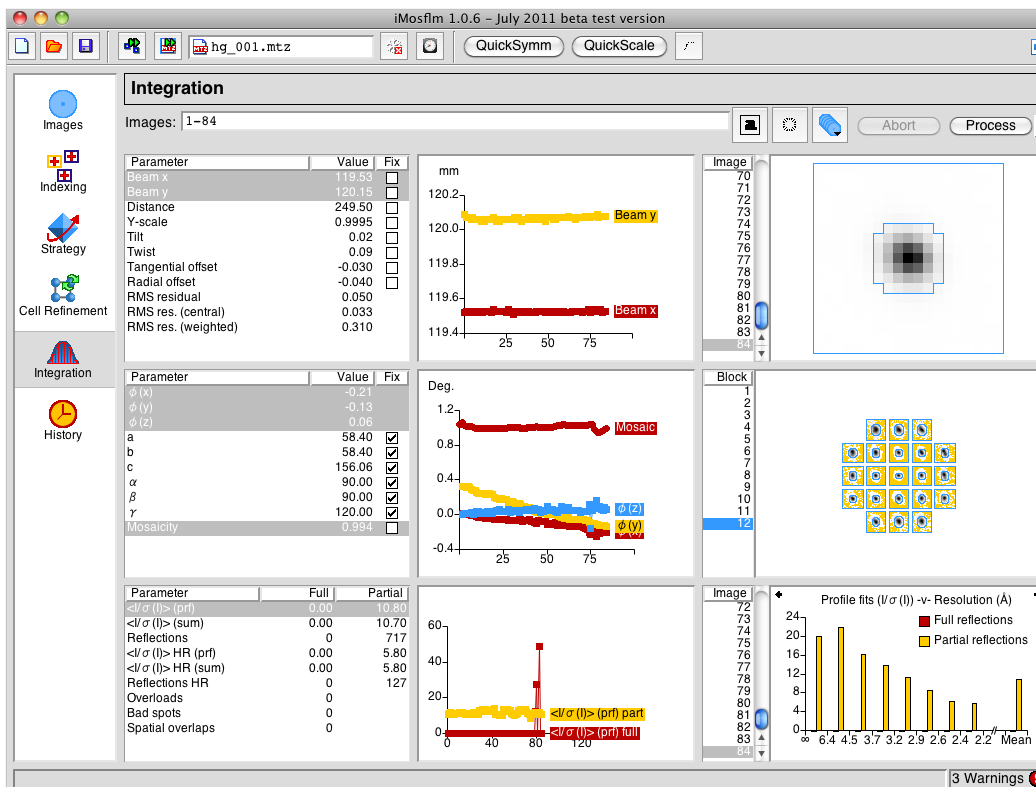 iMosflm 1.0.6 – July 2011 beta test version
hg_001.mtz
QuickSymm
QuickScale
Images
Indexing
Strategy
Cell Refinement
Integration
History
Integration
Images:
1-84
Abort
Process
Parameter Value Fix
Beam x 119.53
Beam y 120.15
Distance 249.50
Y-scale 0.9995
Tilt 0.02
Twist 0.09
Tangential offset -0.030
Radial offset -0.040
RMS residual 0.050
RMS res. (central) 0.033
RMS res. (weighted) 0.310
mm
120.2
120.0
119.8
119.6
119.4
25 50 75
Beam y
Beam x
Image
70
71
72
73
74
75
76
77
78
79
80
81
82
83
84
Parameter Value Fix
ϕ(x) -0.21
ϕ(y) -0.13
ϕ(z) 0.06
a 58.40
b 58.40
c 156.06
α 90.00
β 90.00
γ 120.00
Mosaicity 0.994
Deg.
1.2
0.8
0.4
0.0
-0.4
25 50 75
Mosaic
ϕ(z)
ϕ(y)
ϕ(x)
Block
1
2
3
4
5
6
7
8
9
10
11
12
Parameter Full Partial
<I/σ(I)> (prf) 0.00 10.80
<I/σ(I)> (sum) 0.00 10.70
Reflections 0 717
<I/σ(I)> HR (prf) 0.00 5.80
<I/σ(I)> HR (sum) 0.00 5.80
Reflections HR 0 127
Overloads 0
Bad spots 0
Spatial overlaps 0
60
40
20
0
0 40 80 120
<I/σ(I)> (prf) part
<I/σ(I)> (prf) full
Image
72
73
74
75
76
77
78
79
80
81
82
83
84
Profile fits (I/σ(I)) -v- Resolution (Å)
Full reflections
Partial reflections
24
20
16
12
8
4
0
∞ 6.4 4.5 3.7 3.2 2.9 2.6 2.4 2.2 // Mean
3 Warnings